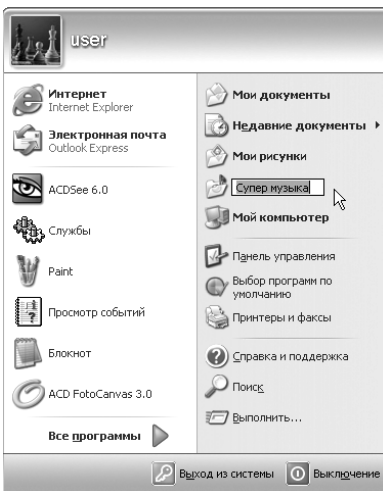 user
Интернет
Internet Explorer
Электронная почта
Outlook Express
ACDSee 6.0
Службы
Paint
Просмотр событий
Блокнот
ACD FotoCanvas 3.0
Все программы
Мои документы
Недавние документы
Мои рисунки
Супер музыка
Мой компьютер
Панель управления
Выбор программ по
умолчанию
Принтеры и факсы
Справка и поддержка
Поиск
Выполнить...
Выход из системы
Выключение